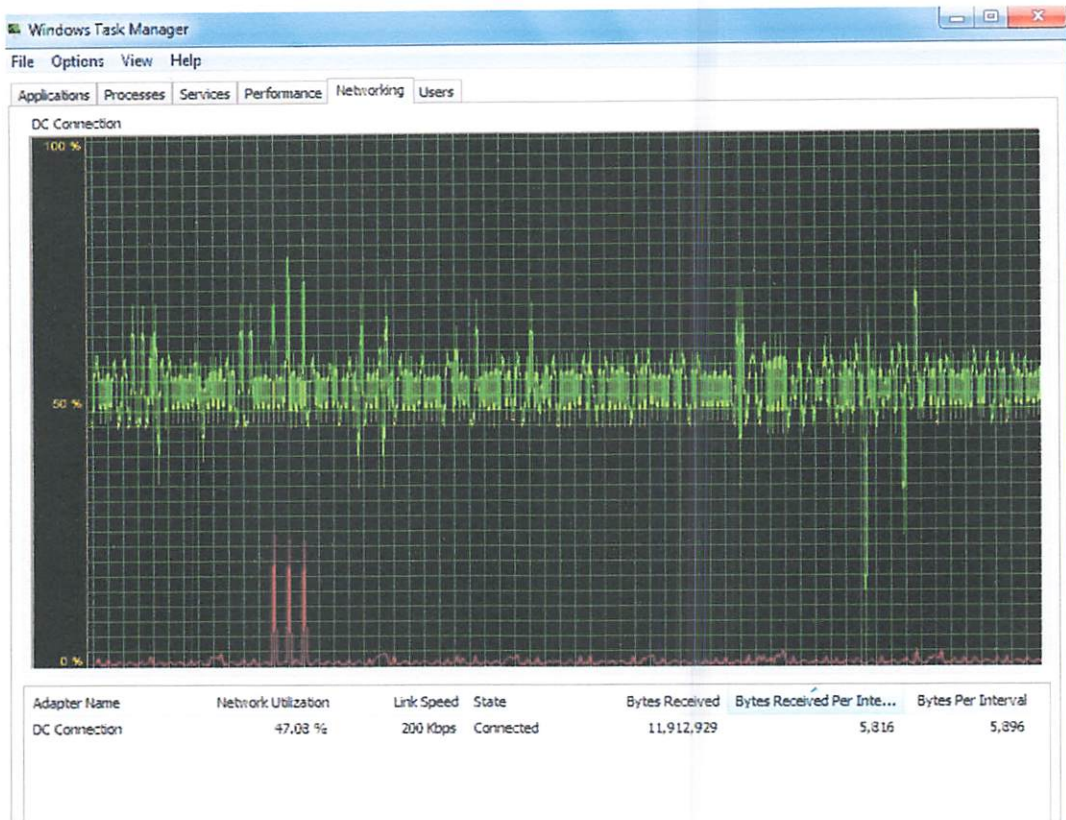 Windows Task Manager
File Options View Help
Applications Processes Services Performance Networking Users
DC Connection
100 %
50 %
0 %
Adapter Name Network Utilization Link Speed State Bytes Received Bytes Received Per Inte... Bytes Per Interval
DC Connection 47.03 % 200 Kbps Connected 11,912,929 5,816 5,896